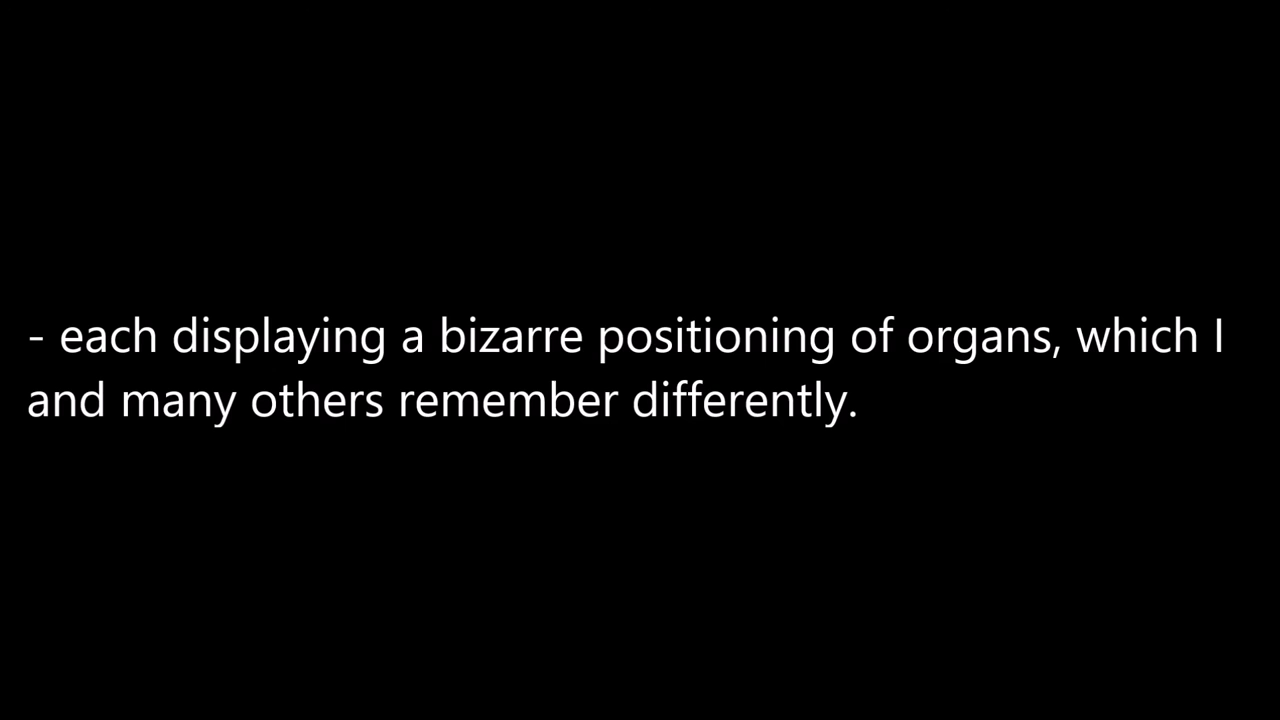 - each displaying a bizarre positioning of organs, which I
and many others remember differently.